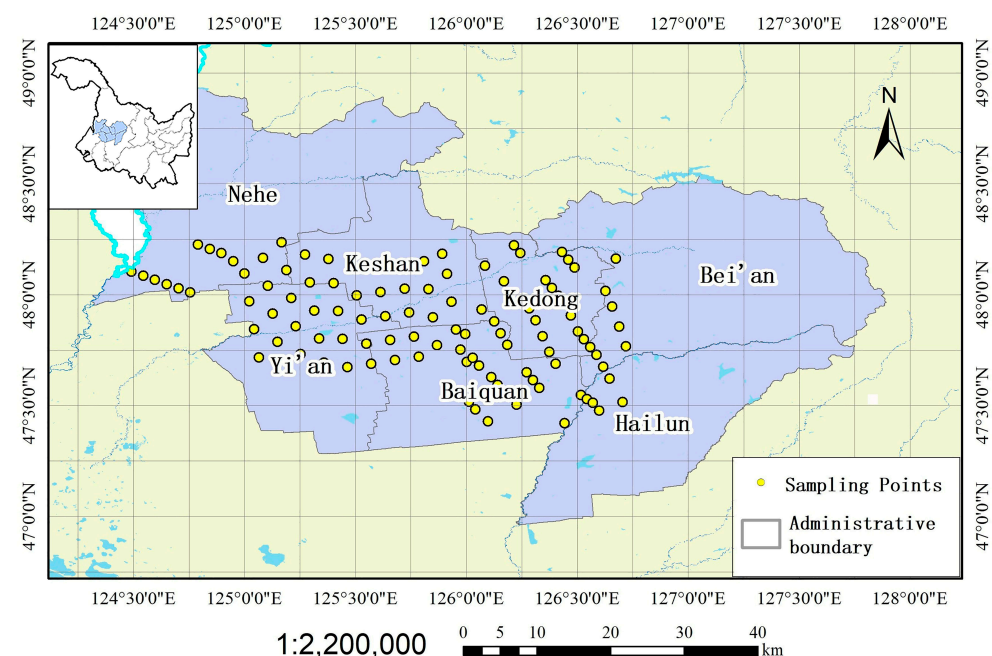 124°30'0"E 125°0'0"E 125°30'0"E 126°0'0"E 126°30'0"E 127°0'0"E 127°30'0"E 128°0'0"E
49°0'0"N 49°0'0"N
N
48°30'0"N 48°30'0"N
Nehe
Keshan
Bei'an
48°0'0"N 48°0'0"N
Kedong
Yi'an
Baiquan
47°30'0"N 47°30'0"N
Hailun
Sampling Points
47°0'0"N 47°0'0"N
Administrative
boundary
124°30'0"E 125°0'0"E 125°30'0"E 126°0'0"E 126°30'0"E 127°0'0"E 127°30'0"E 128°0'0"E
1:2,200,000
0 5 10 20 30 40
km